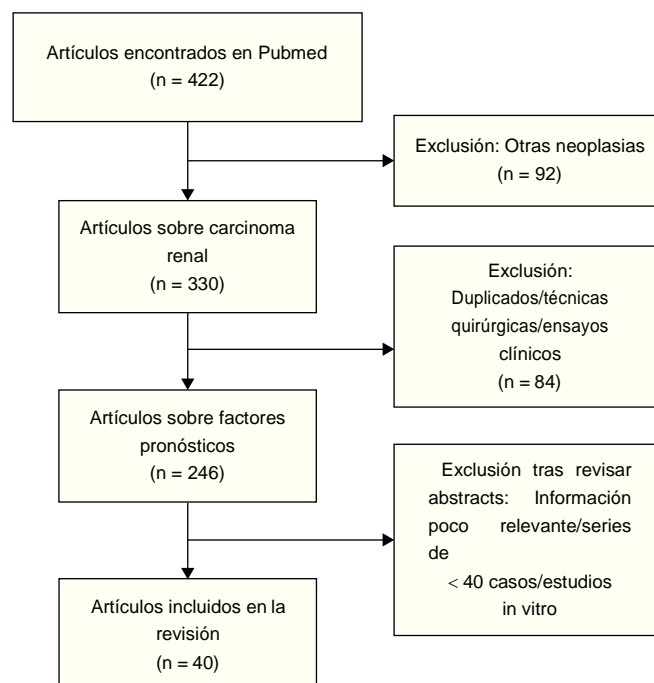 Artículos encontrados en Pubmed
(n = 422)
Exclusión: Otras neoplasias
(n = 92)
Artículos sobre carcinoma
renal
(n = 330)
Exclusión:
Duplicados/técnicas
quirúrgicas/ensayos
clínicos
(n = 84)
Artículos sobre factores
pronósticos
(n = 246)
Exclusión tras revisar
abstracts: Información
poco relevante/series
de
< 40 casos/estudios
in vitro
Artículos incluidos en la
revisión
(n = 40)